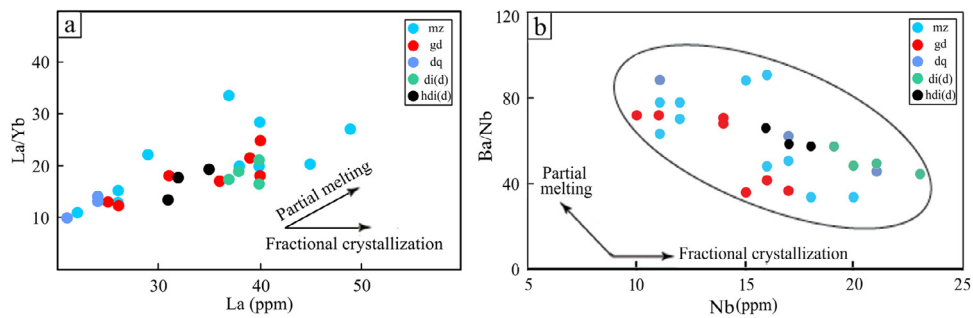 a
mz
gd
dq
di(d)
hdi(d)
40
30
20
10
La/Yb
Partial melting
Fractional crystallization
30
40
50
La (ppm)
b
mz
gd
dq
di(d)
hdi(d)
120
80
40
0
Ba/Nb
Partial
melting
Fractional crystallization
5
10
15
20
25
Nb(ppm)